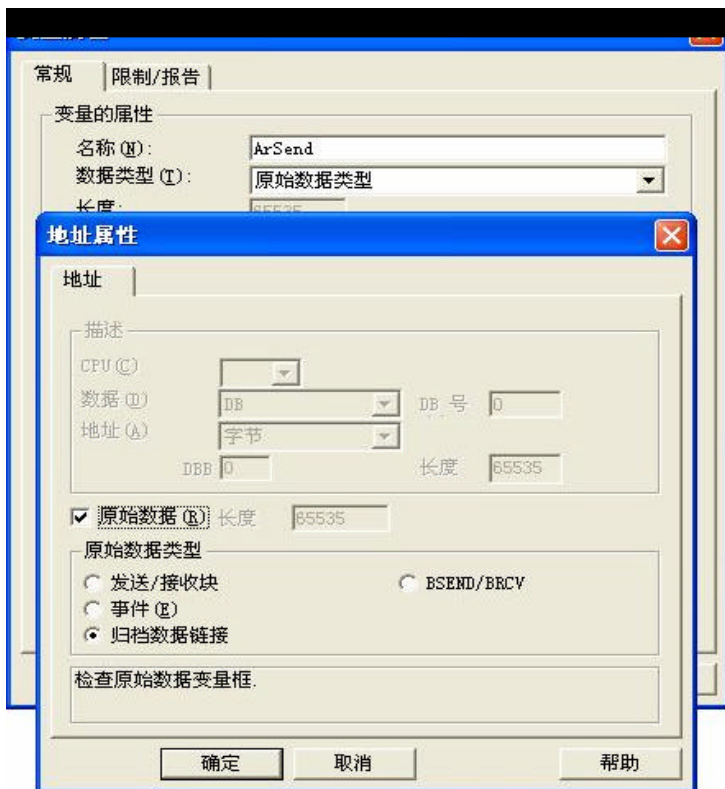 常规 限制/报告
变量的属性
名称(N): ArSend
数据类型(T): 原始数据类型
长度: 65535
地址属性
地址
描述
CPU(C)
数据(D) DB DB 号 0
地址(A) 字节
DBB 0 长度 65535
原始数据(R) 长度 65535
原始数据类型
发送/接收块 BSEND/BRCV
事件(E)
归档数据链接
检查原始数据变量框.
确定 取消 帮助